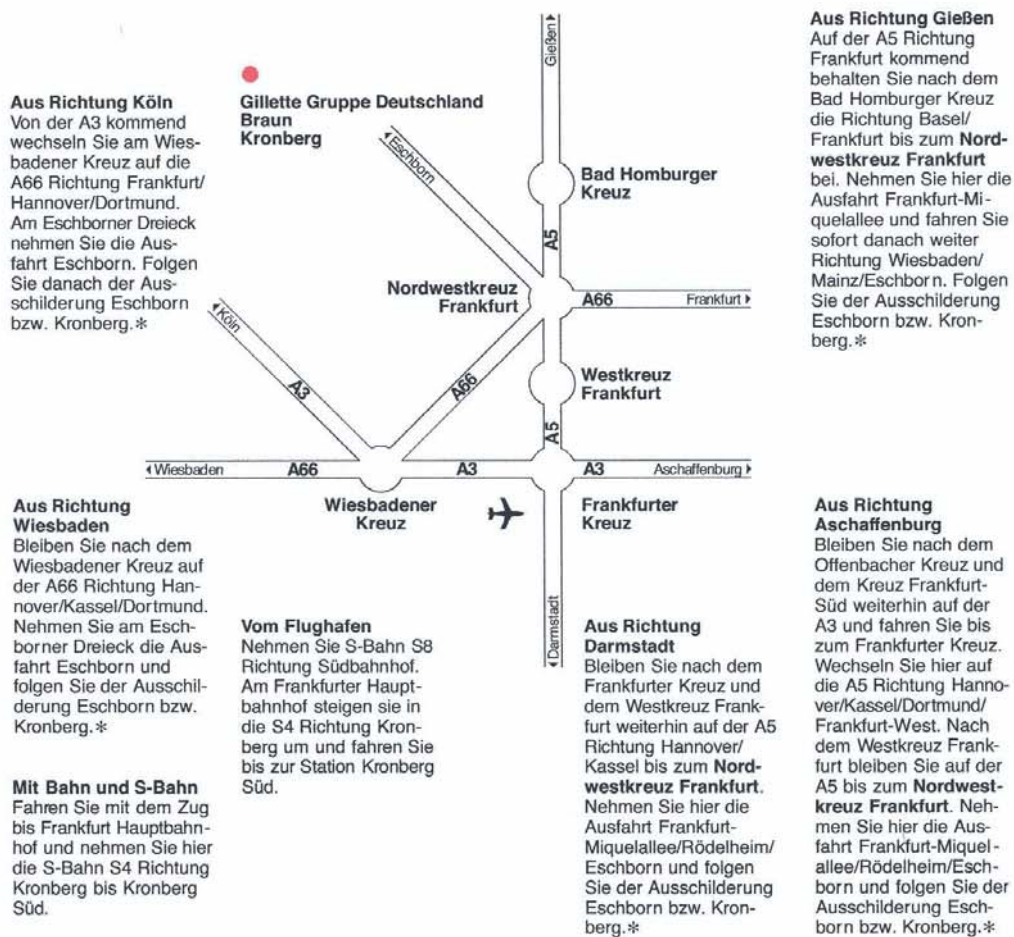 Aus Richtung Köln
Von der A3 kommend
wechseln Sie am Wies-
badener Kreuz auf die
A66 Richtung Frankfurt/
Hannover/Dortmund.
Am Eschborner Dreieck
nehmen Sie die Aus-
fahrt Eschborn. Folgen
Sie danach der Aus-
schilderung Eschborn
bzw. Kronberg.*
Gillette Gruppe Deutschland
Braun
Kronberg
Gießen
Eschborn
Bad Homburger
Kreuz
A5
Nordwestkreuz
Frankfurt
A66
Frankfurt
Köln
A3
A66
Westkreuz
Frankfurt
A5
Wiesbaden
A66
A3
A3
Aschaffenburg
Wiesbadener
Kreuz
Frankfurter
Kreuz
Darmstadt
Aus Richtung Gießen
Auf der A5 Richtung
Frankfurt kommend
behalten Sie nach dem
Bad Homburger Kreuz
die Richtung Basel/
Frankfurt bis zum Nord-
westkreuz Frankfurt
bei. Nehmen Sie hier die
Ausfahrt Frankfurt-Mi-
quelallee und fahren Sie
sofort danach weiter
Richtung Wiesbaden/
Mainz/Eschborn. Folgen
Sie der Ausschilderung
Eschborn bzw. Kron-
berg.*
Aus Richtung
Wiesbaden
Bleiben Sie nach dem
Wiesbadener Kreuz auf
der A66 Richtung Han-
nover/Kassel/Dortmund.
Nehmen Sie am Esch-
borner Dreieck die Aus-
fahrt Eschborn und
folgen Sie der Ausschil-
derung Eschborn bzw.
Kronberg.*
Mit Bahn und S-Bahn
Fahren Sie mit dem Zug
bis Frankfurt Hauptbahn-
hof und nehmen Sie hier
die S-Bahn S4 Richtung
Kronberg bis Kronberg
Süd.
Vom Flughafen
Nehmen Sie S-Bahn S8
Richtung Südbahnhof.
Am Frankfurter Haupt-
bahnhof steigen sie in
die S4 Richtung Kron-
berg um und fahren Sie
bis zur Station Kronberg
Süd.
Aus Richtung
Darmstadt
Bleiben Sie nach dem
Frankfurter Kreuz und
dem Westkreuz Frank-
furt weiterhin auf der A5
Richtung Hannover/
Kassel bis zum Nord-
westkreuz Frankfurt.
Nehmen Sie hier die
Ausfahrt Frankfurt-
Miquelallee/Rödelheim/
Eschborn und folgen
Sie der Ausschilderung
Eschborn bzw. Kron-
berg.*
Aus Richtung
Aschaffenburg
Bleiben Sie nach dem
Offenbacher Kreuz und
dem Kreuz Frankfurt-
Süd weiterhin auf der
A3 und fahren Sie bis
zum Frankfurter Kreuz.
Wechseln Sie hier auf
die A5 Richtung Hanno-
ver/Kassel/Dortmund/
Frankfurt-West. Nach
dem Westkreuz Frank-
furt bleiben Sie auf der
A5 bis zum Nordwest-
kreuz Frankfurt. Neh-
men Sie hier die Aus-
fahrt Frankfurt-Miquel-
allee/Rödelheim/Esch-
born und folgen Sie der
Ausschilderung Esch-
born bzw. Kronberg.*